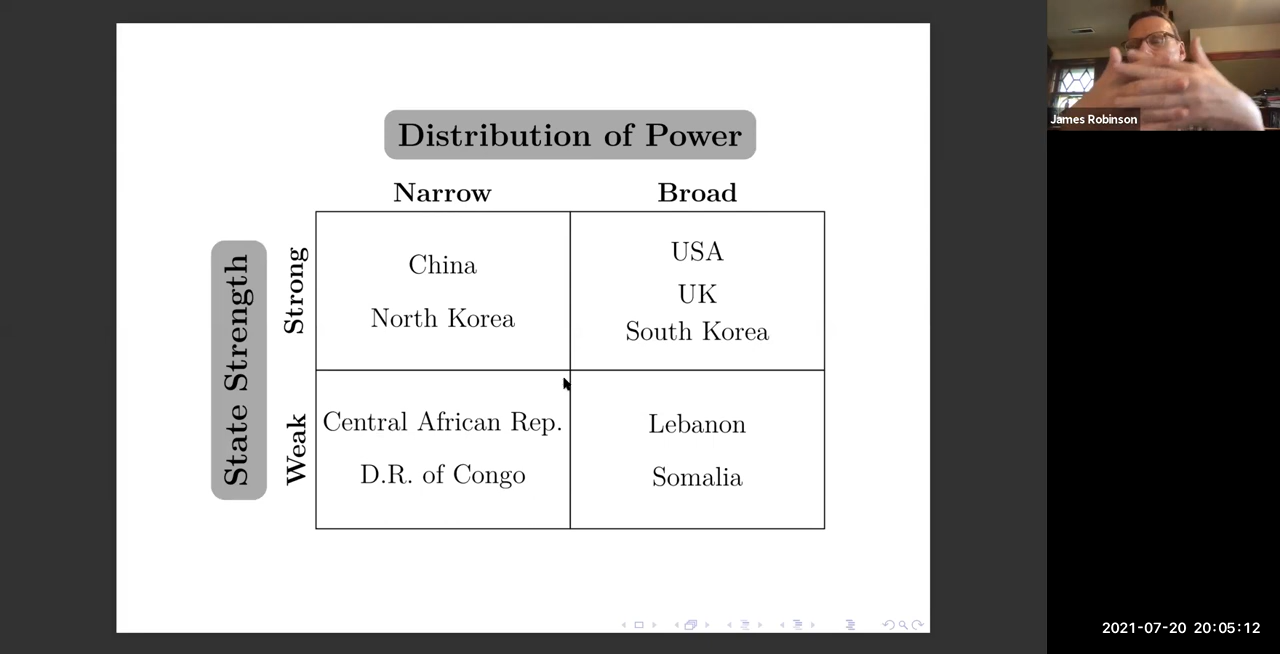 Distribution of Power
Narrow Broad
State Strength
Strong
China
North Korea
USA
UK
South Korea
Weak
Central African Rep.
D.R. of Congo
Lebanon
Somalia
James Robinson
2021-07-20 20:05:12